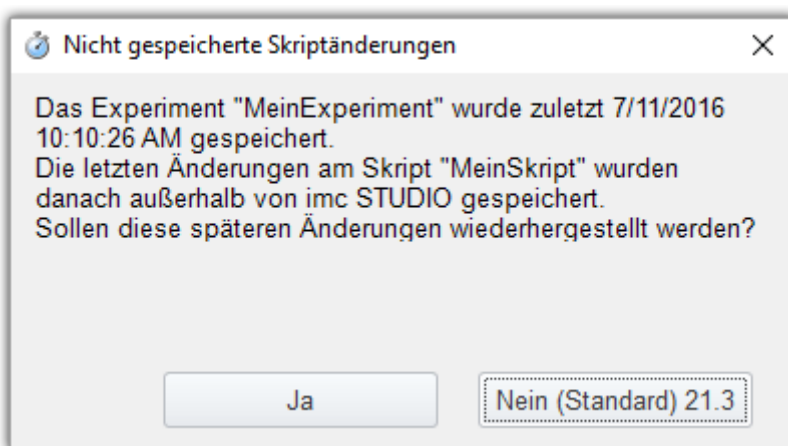 Nicht gespeicherte Skriptänderungen
Das Experiment "MeinExperiment" wurde zuletzt 7/11/2016
10:10:26 AM gespeichert.
Die letzten Änderungen am Skript "MeinSkript" wurden
danach außerhalb von imc STUDIO gespeichert.
Sollen diese späteren Änderungen wiederhergestellt werden?
Ja
Nein (Standard) 21.3